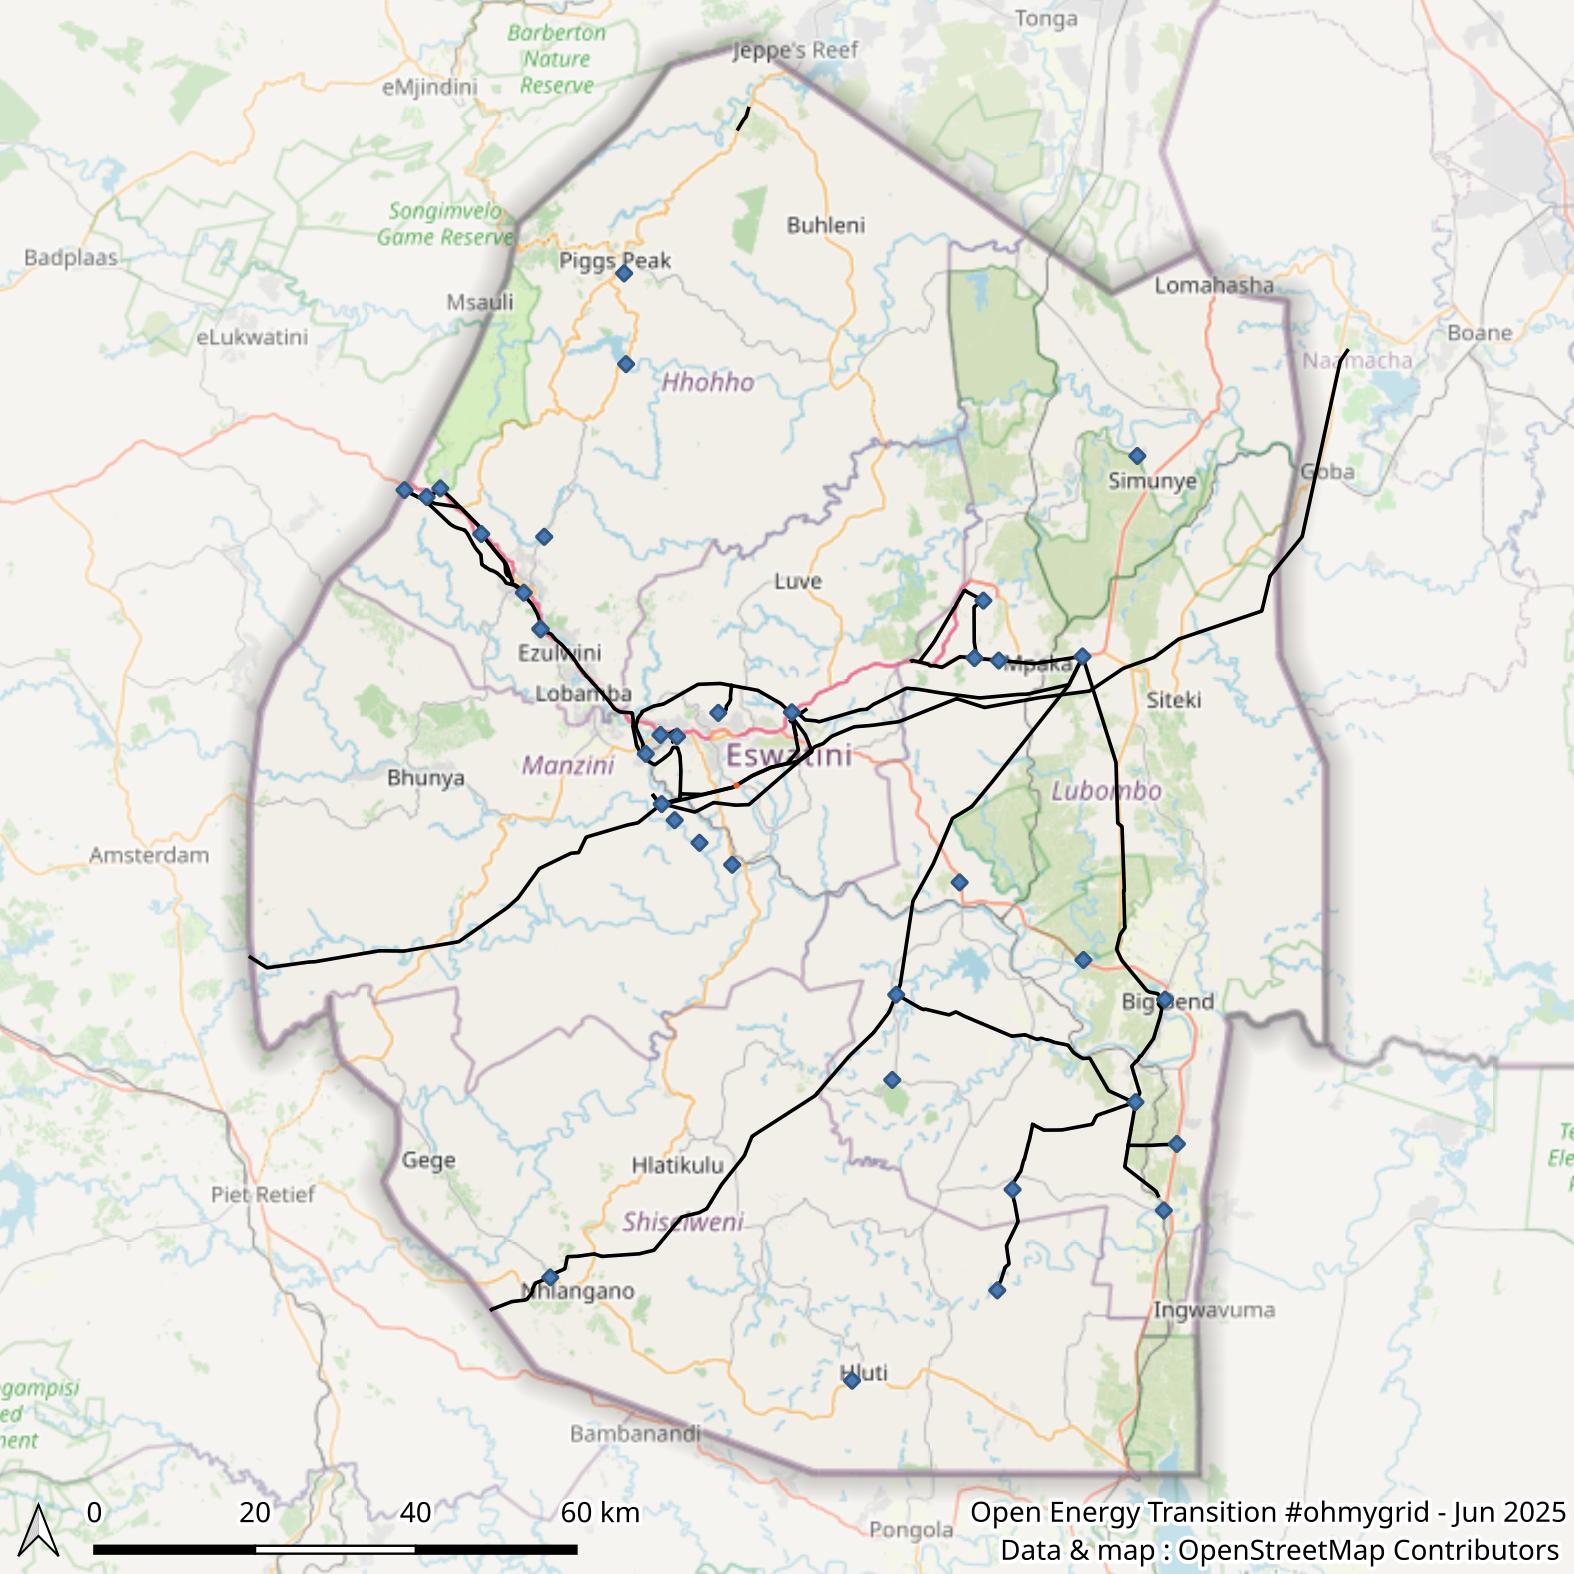 Tonga
Jeppe's Reef
Barberton
Nature
Reserve
eMjindini
Songimvelo
Game Reserve
Buhleni
Badplaas
Piggs Peak
Lomahasha
Msauli
eLukwatini
Boane
Naamacha
Hhohho
Goba
Simunye
Luve
Ezulwini
Mpaka
Lobamba
Siteki
Eswatini
Manzini
Bhunya
Lubombo
Amsterdam
Big Bend
Gege
Hlatikulu
Piet Retief
Shiselweni
Nhlangano
Ingwavuma
Hluti
ngampisi
ed
ment
Te
Ele
Bambanandi
Pongola
0 20 40 60 km
Open Energy Transition #ohmygrid - Jun 2025
Data & map : OpenStreetMap Contributors